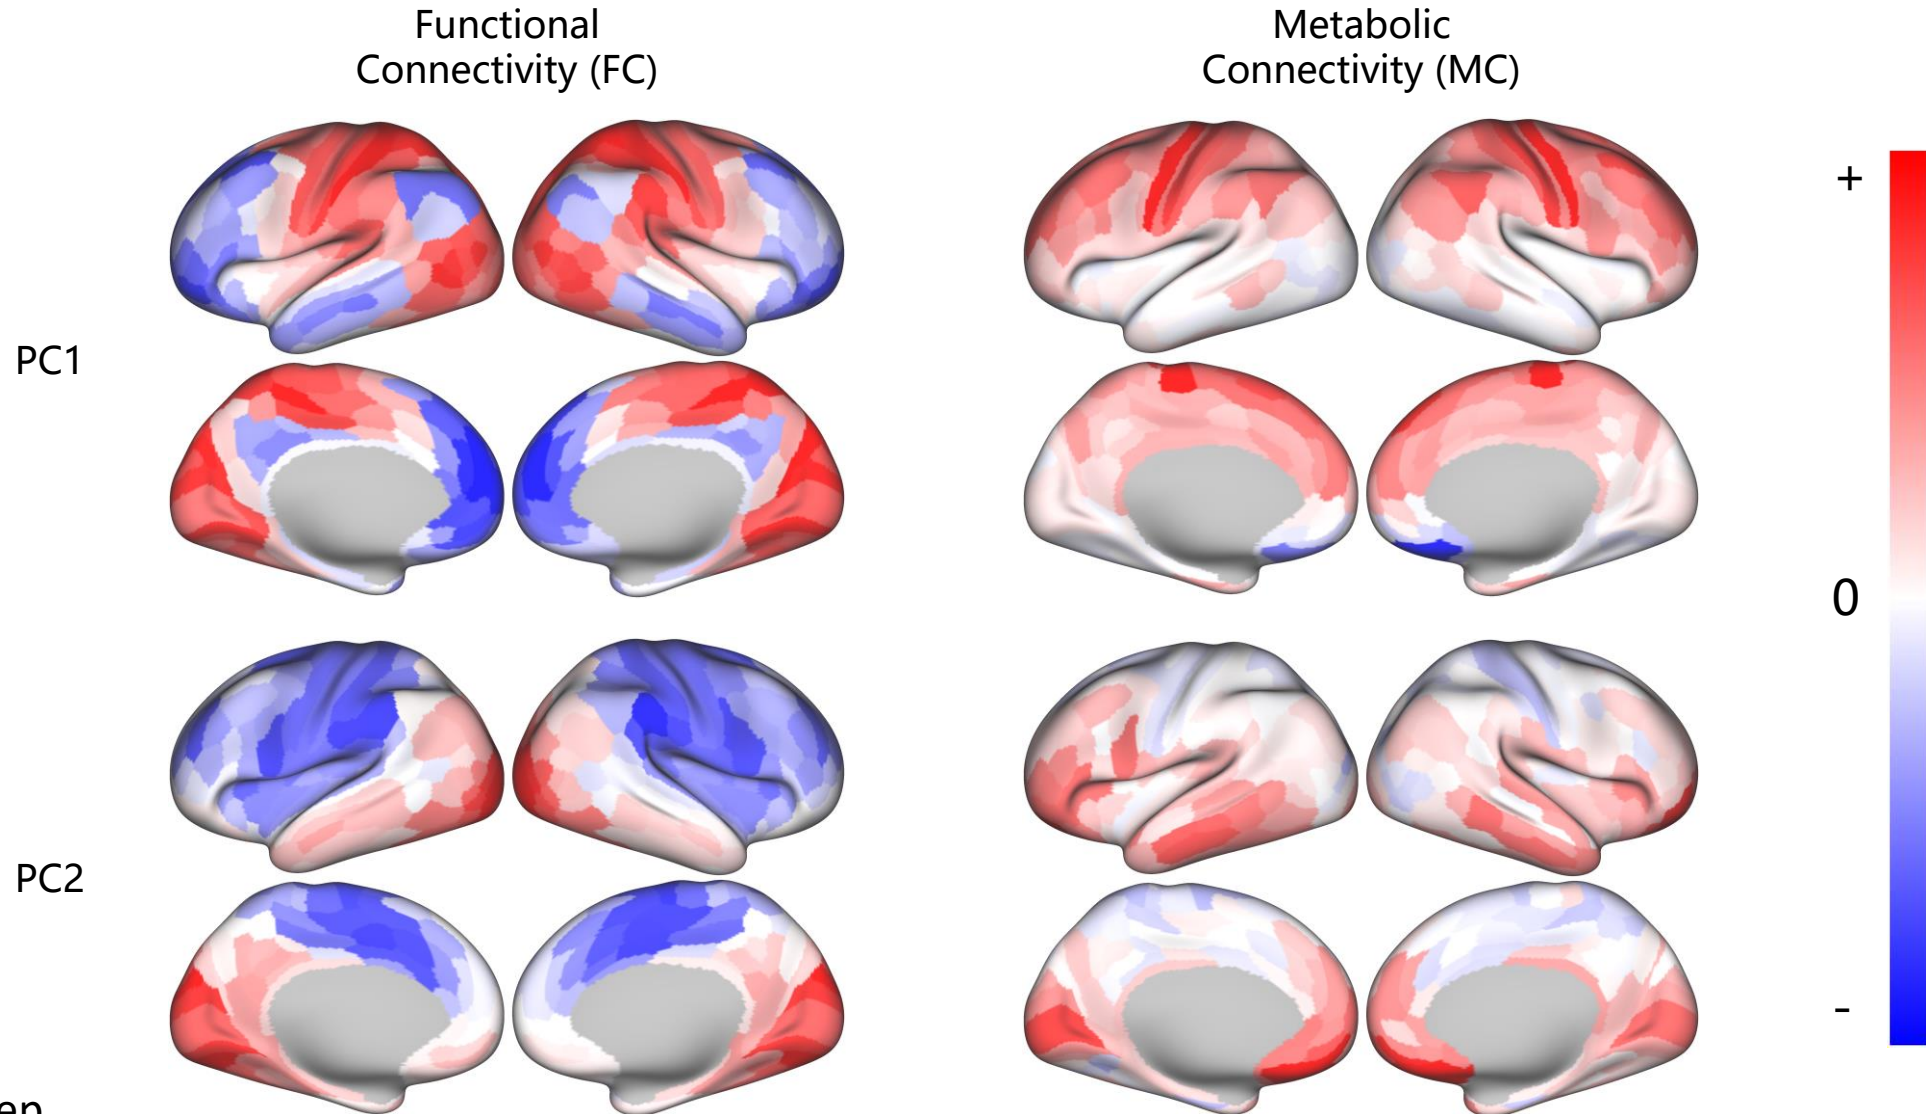 Functional
Connectivity (FC)
Metabolic
Connectivity (MC)
+
PC1
0
PC2
-